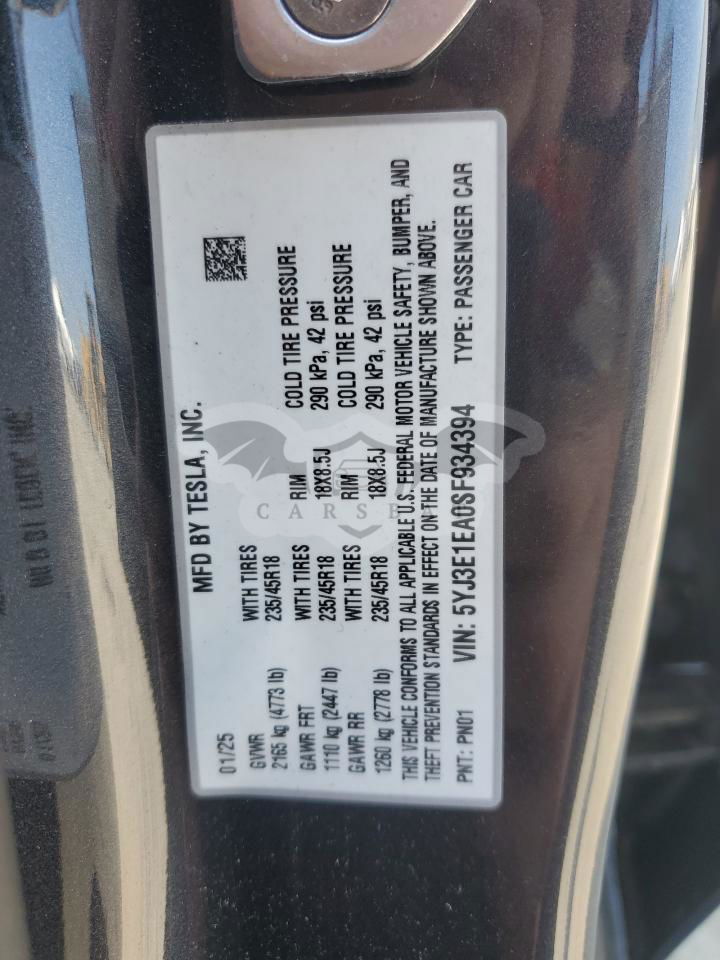 MFD BY TESLA, INC.
01/25
GVWR WITH TIRES RIM COLD TIRE PRESSURE
2165 kg (4773 lb) 235/45R18 18X8.5J 290 kPa, 42 psi
GAWR FRT WITH TIRES RIM COLD TIRE PRESSURE
1110 kg (2447 lb) 235/45R18 18X8.5J 290 kPa, 42 psi
GAWR RR WITH TIRES
1260 kg (2778 lb) 235/45R18
THIS VEHICLE CONFORMS TO ALL APPLICABLE U.S. FEDERAL MOTOR VEHICLE SAFETY, BUMPER, AND
THEFT PREVENTION STANDARDS IN EFFECT ON THE DATE OF MANUFACTURE SHOWN ABOVE.
PNT: PN01 VIN: 5YJ3E1EA0SF934394 TYPE: PASSENGER CAR